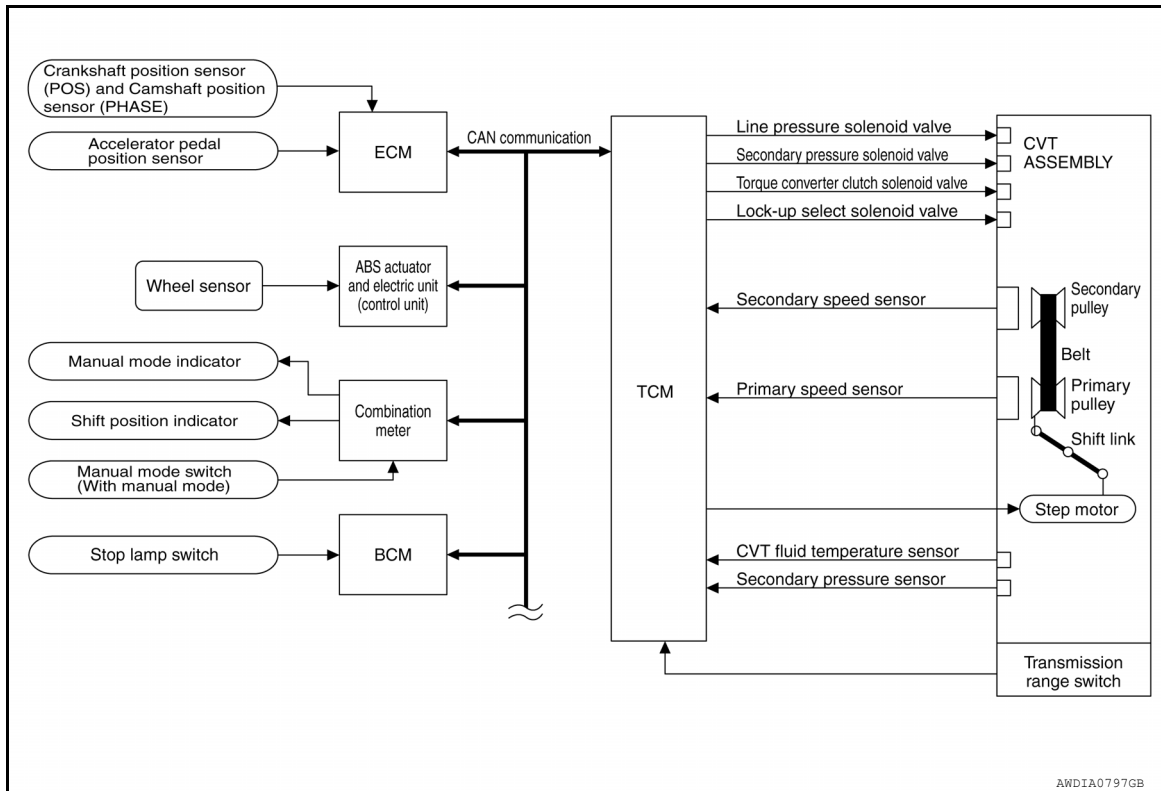 Crankshaft position sensor
(POS) and Camshaft position
sensor (PHASE)
Accelerator pedal
position sensor
ECM
CAN communication
Wheel sensor
ABS actuator
and electric unit
(control unit)
Manual mode indicator
Shift position indicator
Manual mode switch
(With manual mode)
Combination
meter
Stop lamp switch
BCM
TCM
Line pressure solenoid valve
Secondary pressure solenoid valve
Torque converter clutch solenoid valve
Lock-up select solenoid valve
Secondary speed sensor
Primary speed sensor
CVT fluid temperature sensor
Secondary pressure sensor
CVT
ASSEMBLY
Secondary
pulley
Belt
Primary
pulley
Shift link
Step motor
Transmission
range switch
AWDIA0797GB